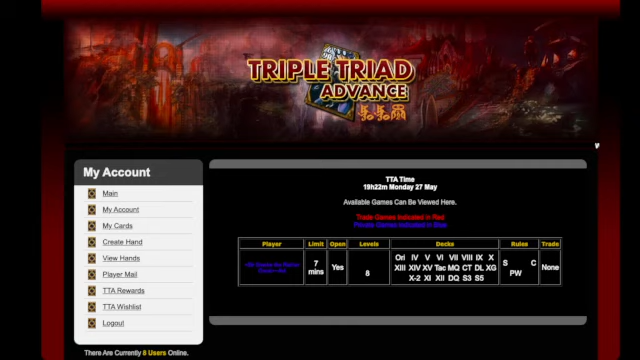 TRIPLE TRIAD
ADVANCE
My Account
Main
My Account
My Cards
Create Hand
View Hands
Player Mail
TTA Rewards
TTA Wishlist
Logout
There Are Currently 8 Users Online.
TTA Time
19h22m Monday 27 May
Available Games Can Be Viewed Here.
Trade Games Indicated in Red
Private Games Indicated in Blue
Player Limit Open Levels Decks Rules Trade
7 mins Yes 8
Ori IV V VI VII VIII IX X
XIII XIV XV Tac MQ CT DL XG
X-2 XI XII DQ S3 S5
S C
PW
None